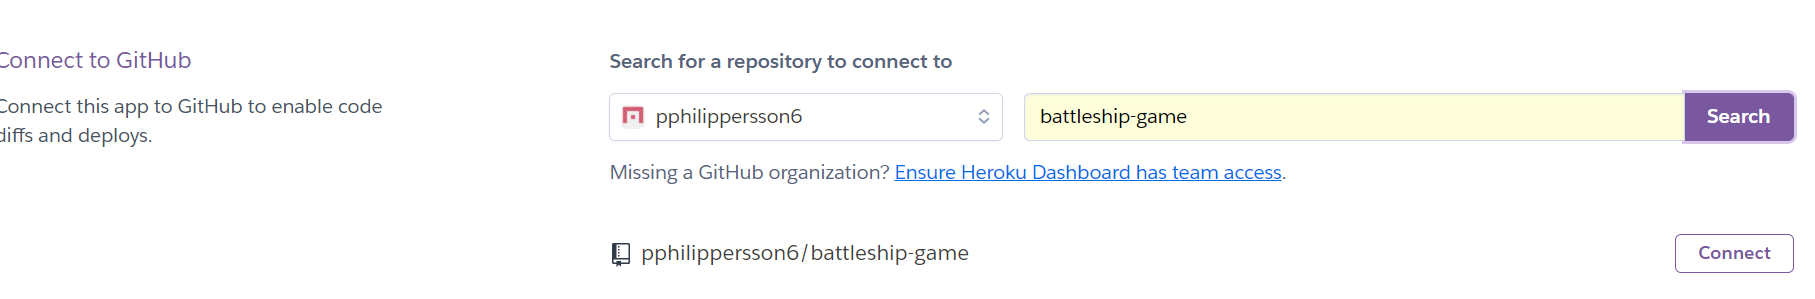 Connect to GitHub
Connect this app to GitHub to enable code
diffs and deploys.
Search for a repository to connect to
pphilippersson6
battleship-game
Search
Missing a GitHub organization? Ensure Heroku Dashboard has team access.
pphilippersson6/battleship-game
Connect